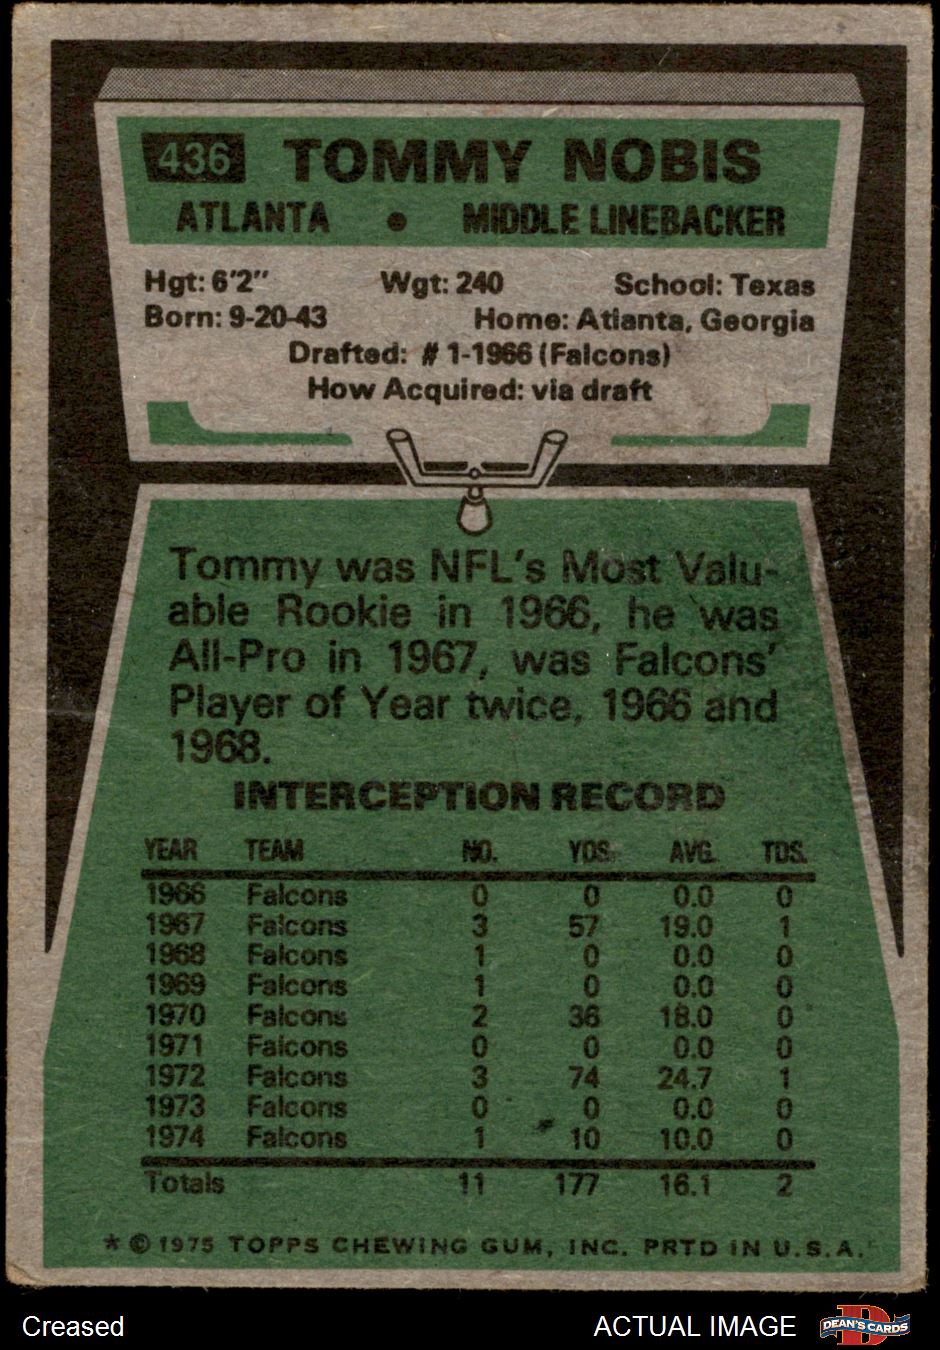 436 TOMMY NOBIS
ATLANTA • MIDDLE LINEBACKER
Hgt: 6'2" Wgt: 240 School: Texas
Born: 9-20-43 Home: Atlanta, Georgia
Drafted: # 1-1966 (Falcons)
How Acquired: via draft
Tommy was NFL's Most Valu-
able Rookie in 1966, he was
All-Pro in 1967, was Falcons'
Player of Year twice, 1966 and
1968.
INTERCEPTION RECORD
YEAR TEAM NO. YDS. AVG. TDS.
1966 Falcons 0 0 0.0 0
1967 Falcons 3 57 19.0 1
1968 Falcons 1 0 0.0 0
1969 Falcons 1 0 0.0 0
1970 Falcons 2 36 18.0 0
1971 Falcons 0 0 0.0 0
1972 Falcons 3 74 24.7 1
1973 Falcons 0 0 0.0 0
1974 Falcons 1 10 10.0 0
Totals 11 177 16.1 2
* © 1975 TOPPS CHEWING GUM, INC. PRTD IN U.S.A.
Creased ACTUAL IMAGE D DEAN'S CARDS